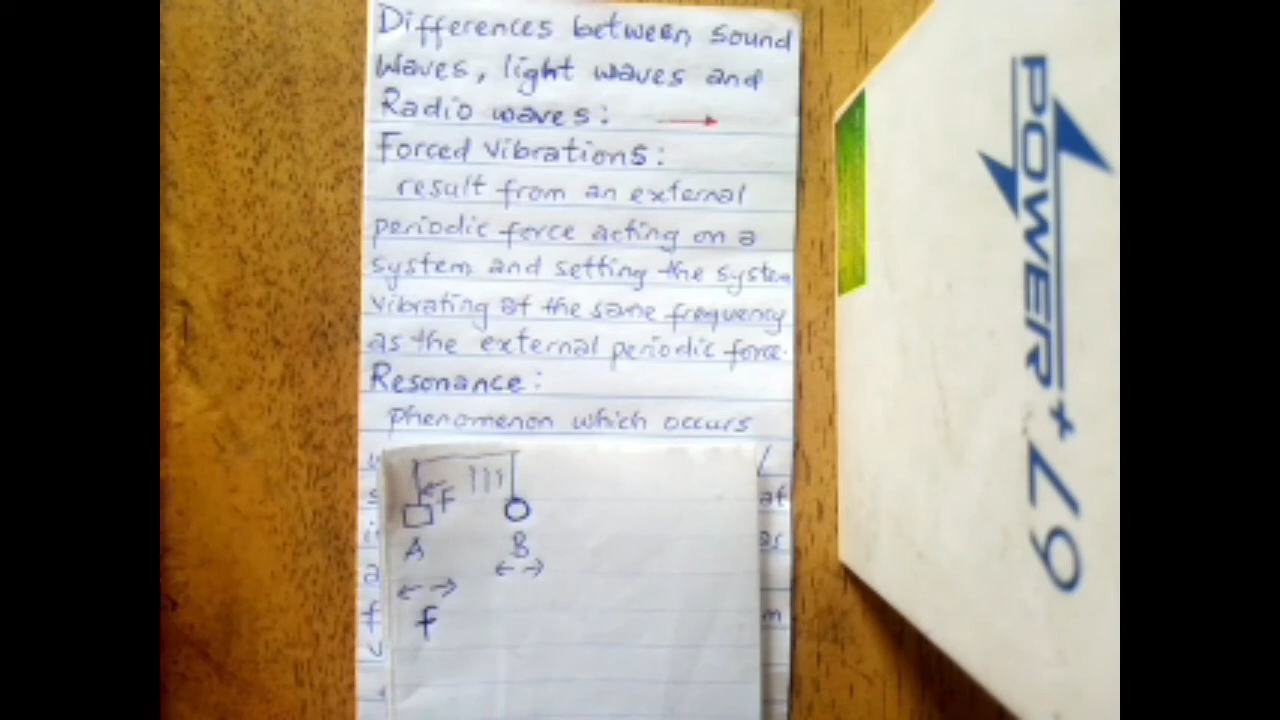 Differences between sound
Waves, light waves and
Radio waves:
Forced Vibrations:
result from an external
periodic force acting on a
system and setting the system
vibrating at the same frequency
as the external periodic force.
Resonance:
phenomenon which occurs
F
A
B
f
POWER+ L9